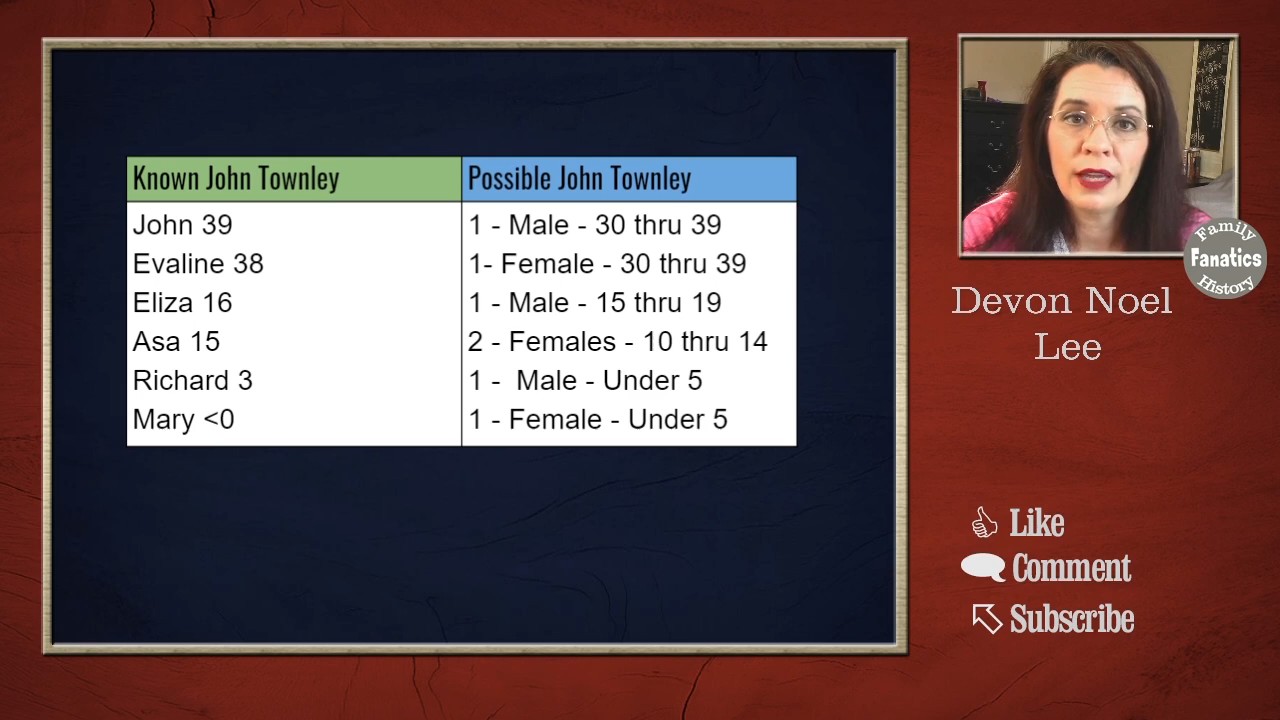 Known John Townley
Possible John Townley
John 39
1 - Male - 30 thru 39
Evaline 38
1- Female - 30 thru 39
Eliza 16
1 - Male - 15 thru 19
Asa 15
2 - Females - 10 thru 14
Richard 3
1 -  Male - Under 5
Mary <0
1 - Female - Under 5
Family
Fanatics
History
Devon Noel
Lee
Like
Comment
Subscribe